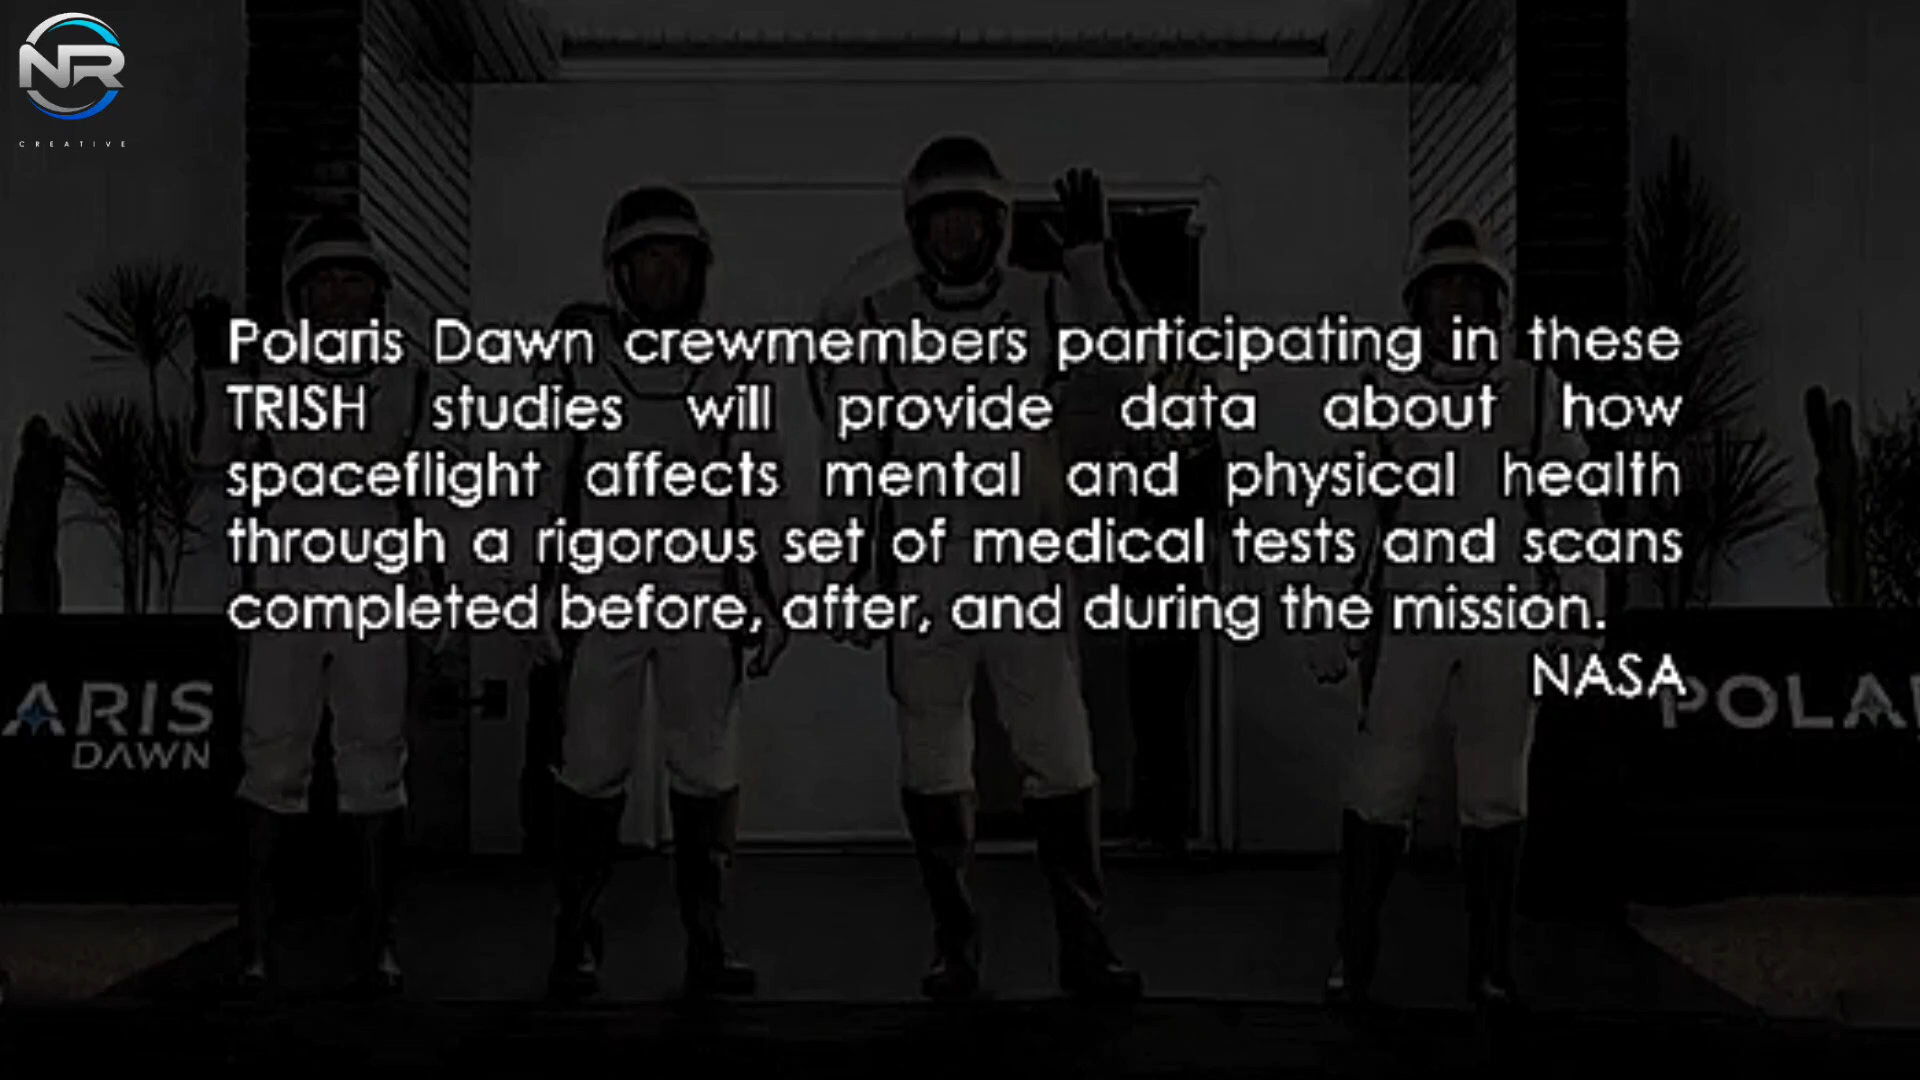 NR
CREATIVE
Polaris Dawn crewmembers participating in these
TRISH studies will provide data about how
spaceflight affects mental and physical health
through a rigorous set of medical tests and scans
completed before, after, and during the mission.
NASA
ARIS
DAWN
POLA